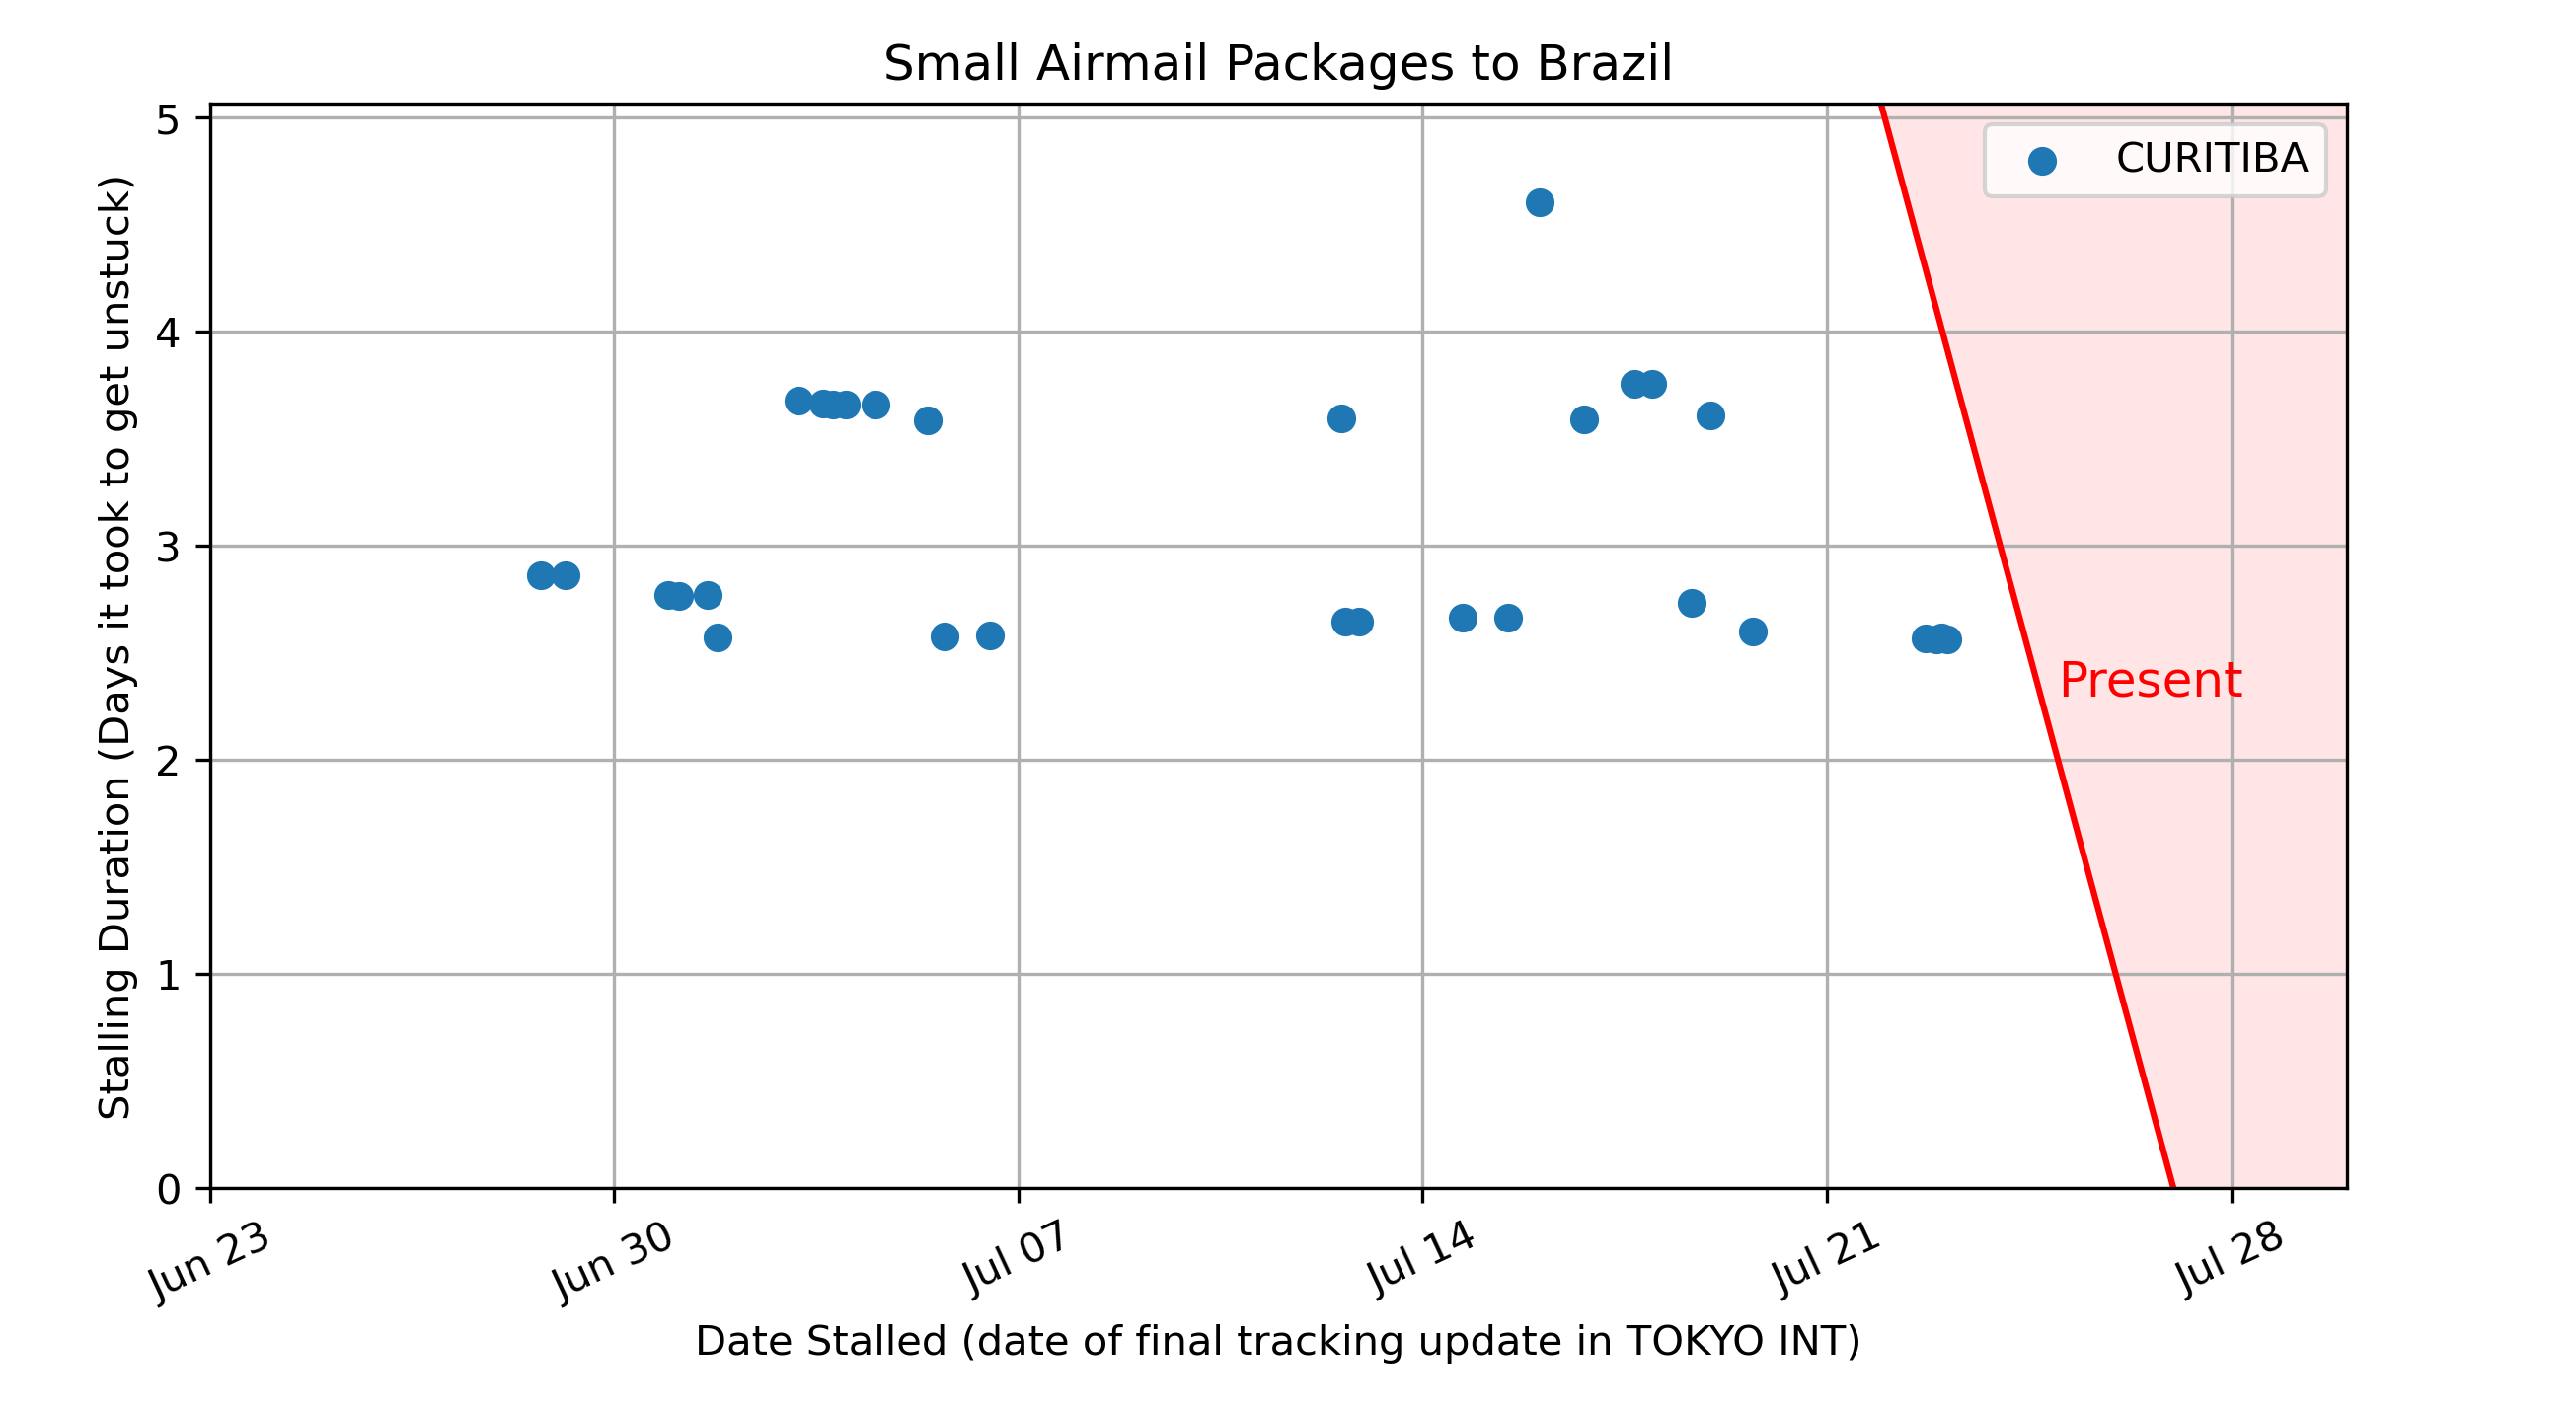 Small Airmail Packages to Brazil
Stalling Duration (Days it took to get unstuck)
5
4
3
2
1
0
CURITIBA
Present
Jun 23
Jun 30
Jul 07
Jul 14
Jul 21
Jul 28
Date Stalled (date of final tracking update in TOKYO INT)